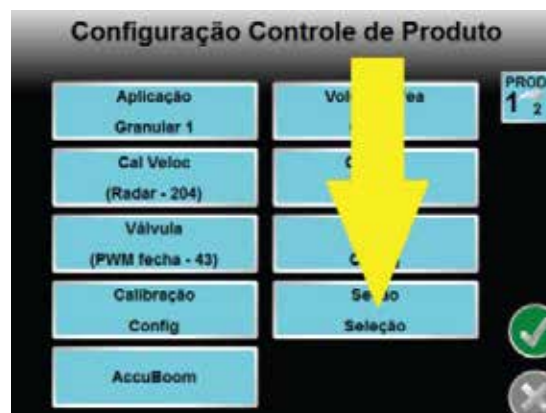 Configuração Controle de Produto
PROD
1 2
Aplicação
Granular 1
Cal Veloc
(Radar - 204)
Válvula
(PWM fecha - 43)
Calibração
Config
Seleção
AccuBoom